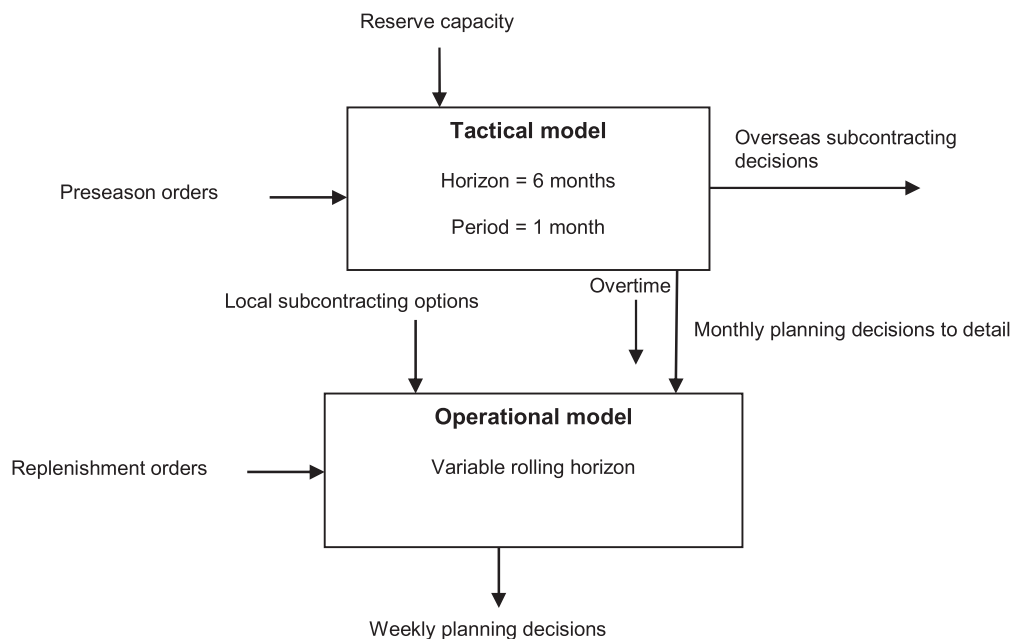 Reserve capacity
Tactical model
Horizon = 6 months
Period = 1 month
Preseason orders
Overseas subcontracting
decisions
Local subcontracting options
Overtime
Monthly planning decisions to detail
Operational model
Variable rolling horizon
Replenishment orders
Weekly planning decisions